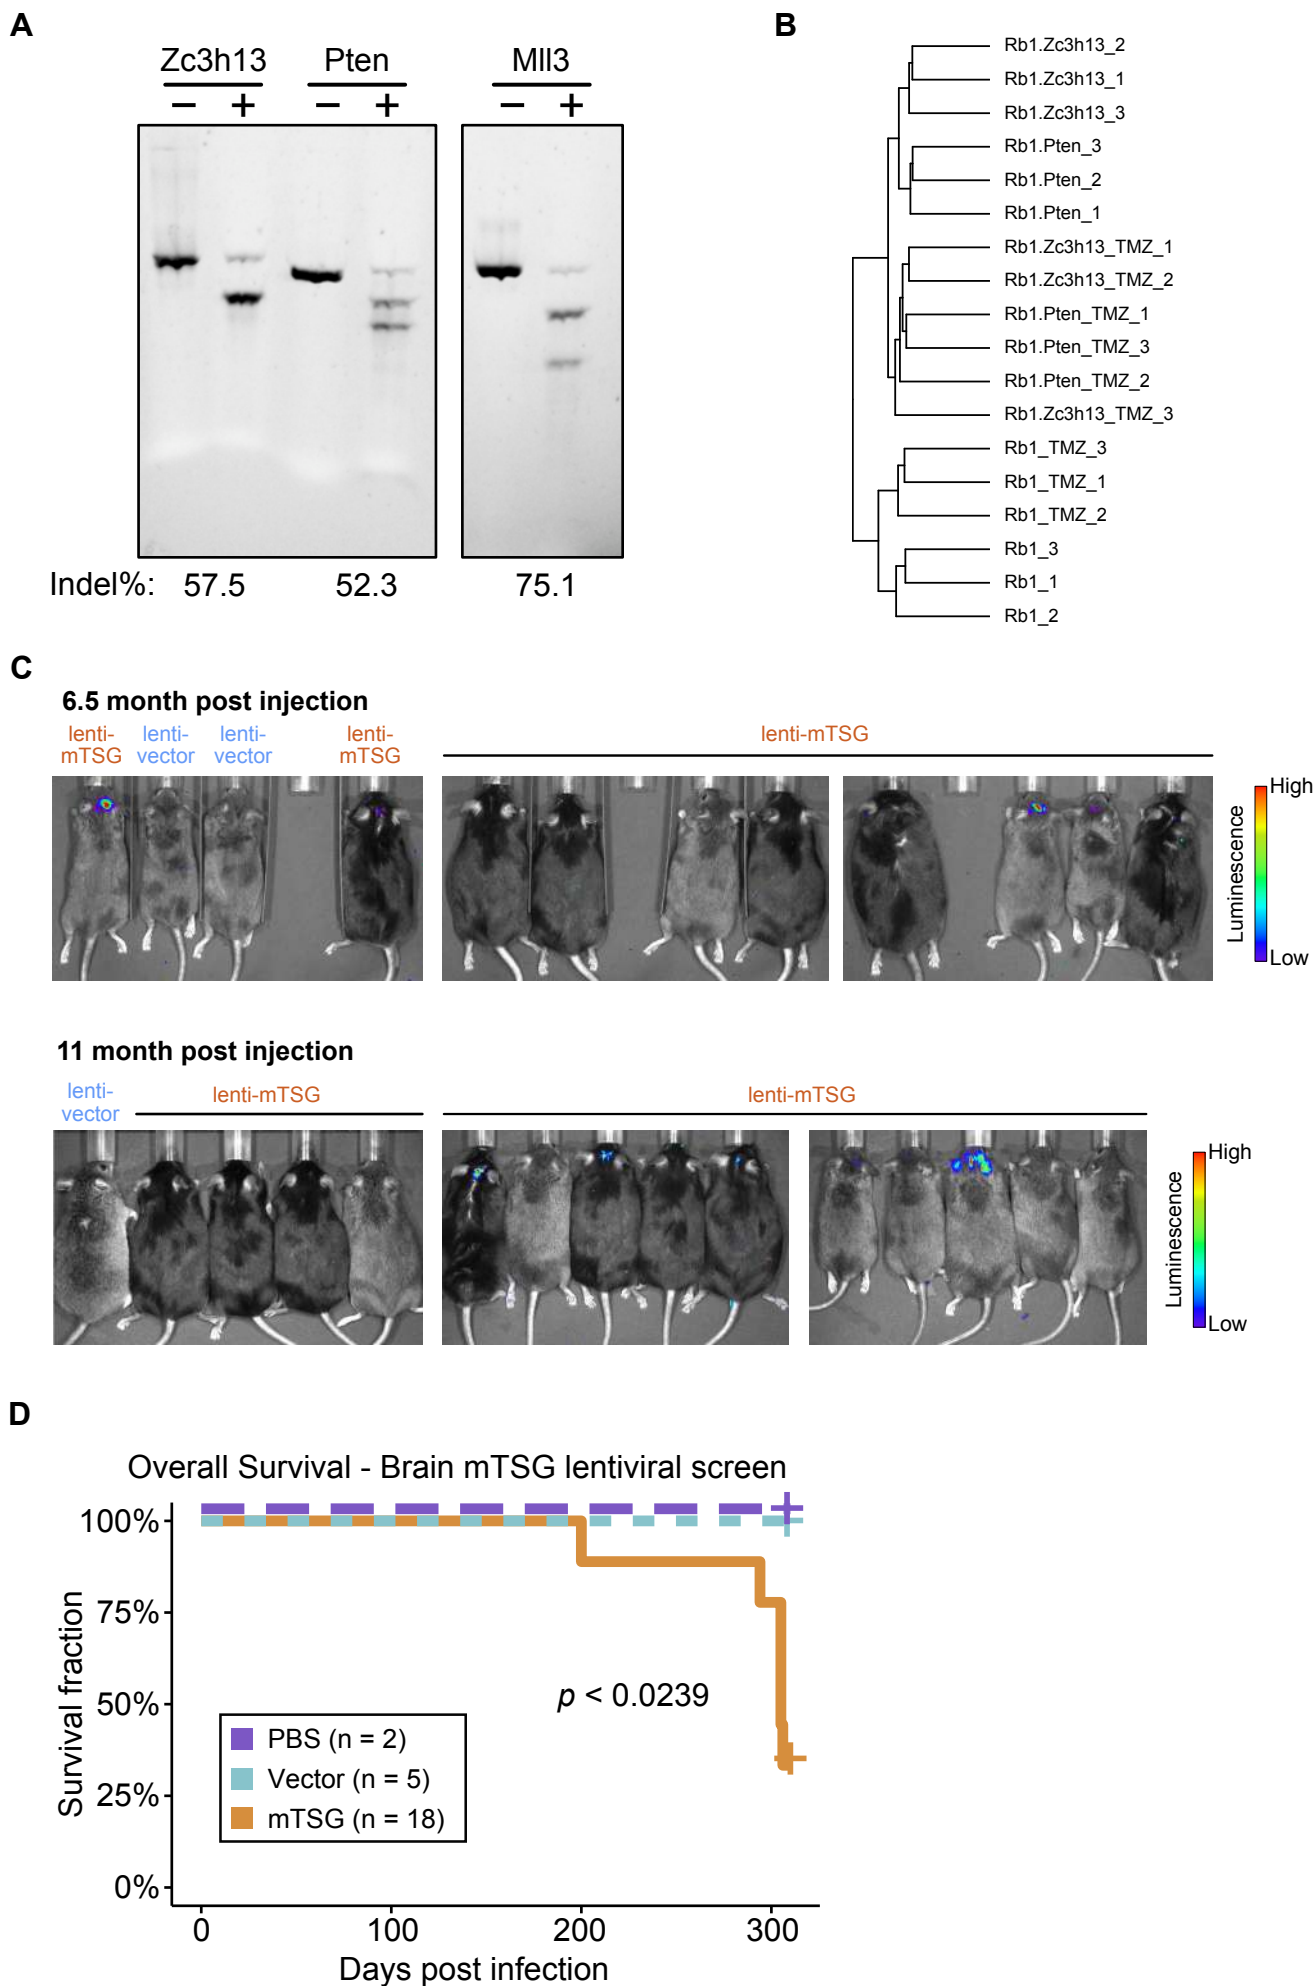 A
Zc3h13 Pten Mll3
− + − + − +
Indel%: 57.5 52.3 75.1
B
Rb1.Zc3h13_2
Rb1.Zc3h13_1
Rb1.Zc3h13_3
Rb1.Pten_3
Rb1.Pten_2
Rb1.Pten_1
Rb1.Zc3h13_TMZ_1
Rb1.Zc3h13_TMZ_2
Rb1.Pten_TMZ_1
Rb1.Pten_TMZ_3
Rb1.Pten_TMZ_2
Rb1.Zc3h13_TMZ_3
Rb1_TMZ_3
Rb1_TMZ_1
Rb1_TMZ_2
Rb1_3
Rb1_1
Rb1_2
C
6.5 month post injection
lenti-
mTSG
lenti-
vector
lenti-
vector
lenti-
mTSG
lenti-mTSG
High
Luminescence
Low
11 month post injection
lenti-
vector
lenti-mTSG
lenti-mTSG
High
Luminescence
Low
D
Overall Survival - Brain mTSG lentiviral screen
100%
75%
50%
25%
0%
Survival fraction
p < 0.0239
PBS (n = 2)
Vector (n = 5)
mTSG (n = 18)
0 100 200 300
Days post infection